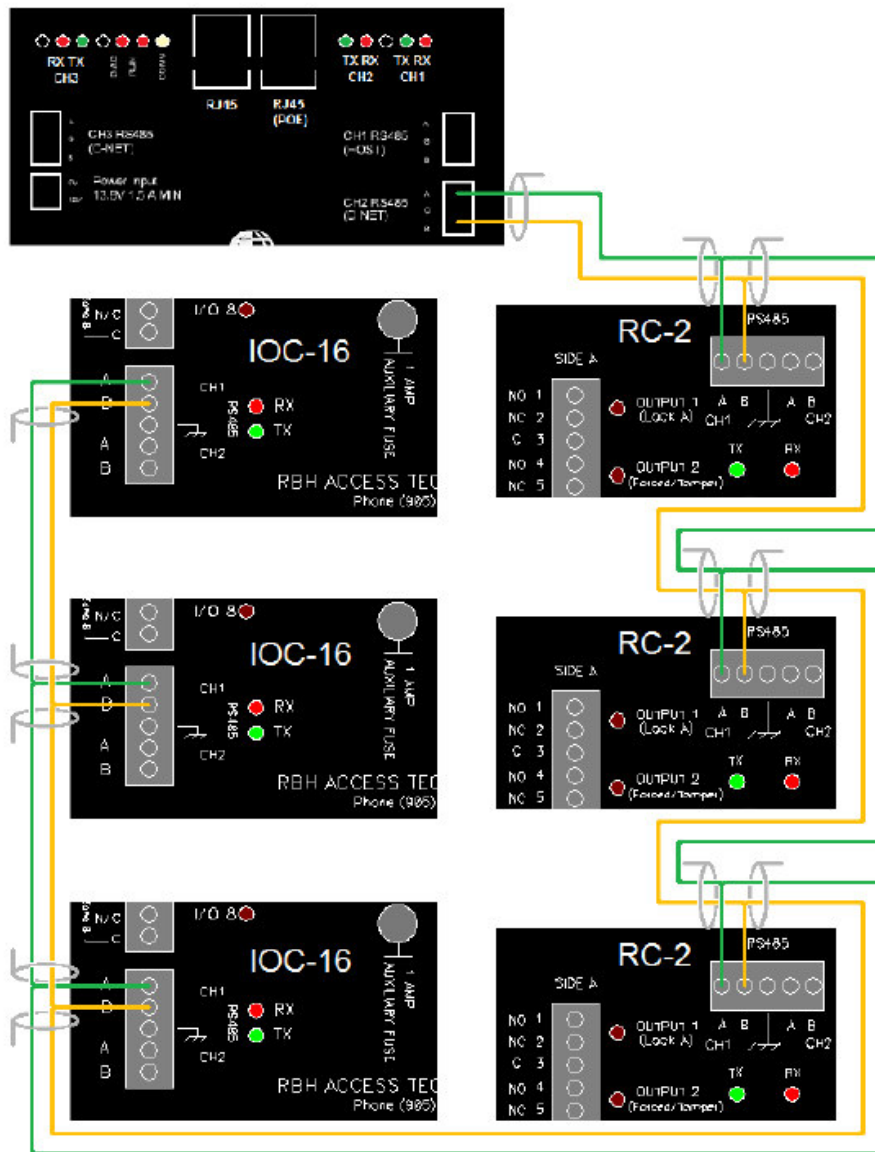 RX TX
CH3
RJ45
RJ45
(POE)
TX RX TX RX
CH2 CH1
CH3 RS485
(D-NET)
Power Input
13.8V 1.5 A MIN
CH1 RS485
(HOST)
CH2 RS485
(D-NET)
A
B
N/C
C
I/O 8
IOC-16
1 AMP
AUXILIARY FUSE
A
B
CH1
RS485
RX
TX
A
B
CH2
RBH ACCESS TEC
Phone (905)
RC-2
RS485
SIDE A
NO 1
NC 2
C 3
NO 4
NC 5
OUTPUT 1
(Lock A)
OUTPUT 2
(Forced/Tamper)
A B A B
CH1 CH2
TX RX
N/C
C
I/O 8
IOC-16
1 AMP
AUXILIARY FUSE
A
B
CH1
RS485
RX
TX
A
B
CH2
RBH ACCESS TEC
Phone (905)
RC-2
RS485
SIDE A
NO 1
NC 2
C 3
NO 4
NC 5
OUTPUT 1
(Lock A)
OUTPUT 2
(Forced/Tamper)
A B A B
CH1 CH2
TX RX
N/C
C
I/O 8
IOC-16
1 AMP
AUXILIARY FUSE
A
B
CH1
RS485
RX
TX
A
B
CH2
RBH ACCESS TEC
Phone (905)
RC-2
RS485
SIDE A
NO 1
NC 2
C 3
NO 4
NC 5
OUTPUT 1
(Lock A)
OUTPUT 2
(Forced/Tamper)
A B A B
CH1 CH2
TX RX